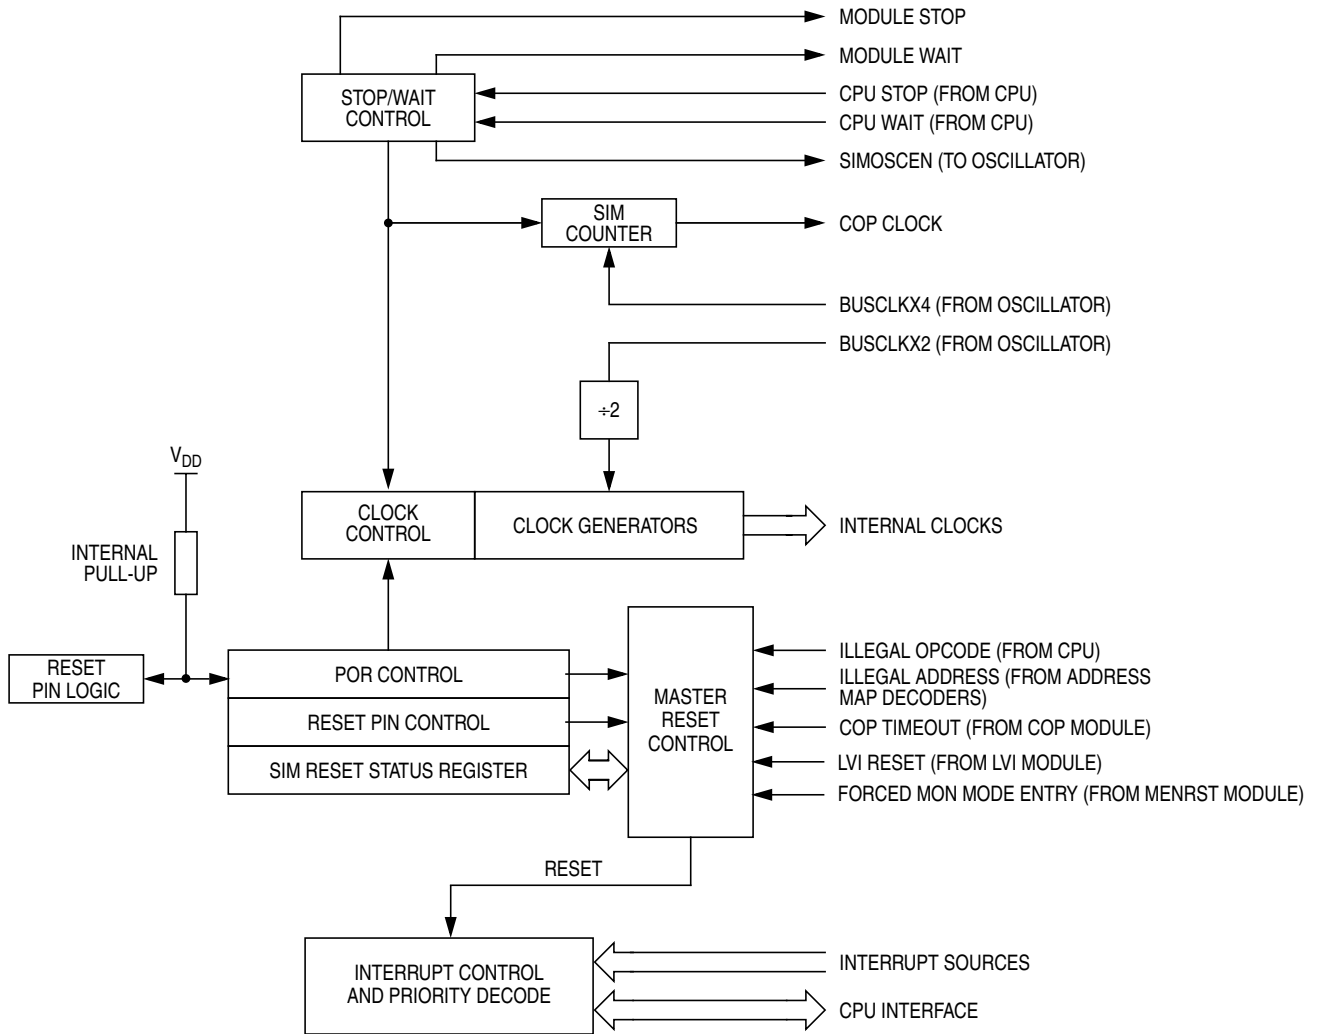 MODULE STOP
MODULE WAIT
STOP/WAIT
CONTROL
CPU STOP (FROM CPU)
CPU WAIT (FROM CPU)
SIMOSCEN (TO OSCILLATOR)
SIM
COUNTER
COP CLOCK
BUSCLKX4 (FROM OSCILLATOR)
BUSCLKX2 (FROM OSCILLATOR)
÷2
VDD
INTERNAL
PULL-UP
CLOCK
CONTROL
CLOCK GENERATORS
INTERNAL CLOCKS
RESET
PIN LOGIC
POR CONTROL
RESET PIN CONTROL
SIM RESET STATUS REGISTER
MASTER
RESET
CONTROL
ILLEGAL OPCODE (FROM CPU)
ILLEGAL ADDRESS (FROM ADDRESS
MAP DECODERS)
COP TIMEOUT (FROM COP MODULE)
LVI RESET (FROM LVI MODULE)
FORCED MON MODE ENTRY (FROM MENRST MODULE)
RESET
INTERRUPT CONTROL
AND PRIORITY DECODE
INTERRUPT SOURCES
CPU INTERFACE